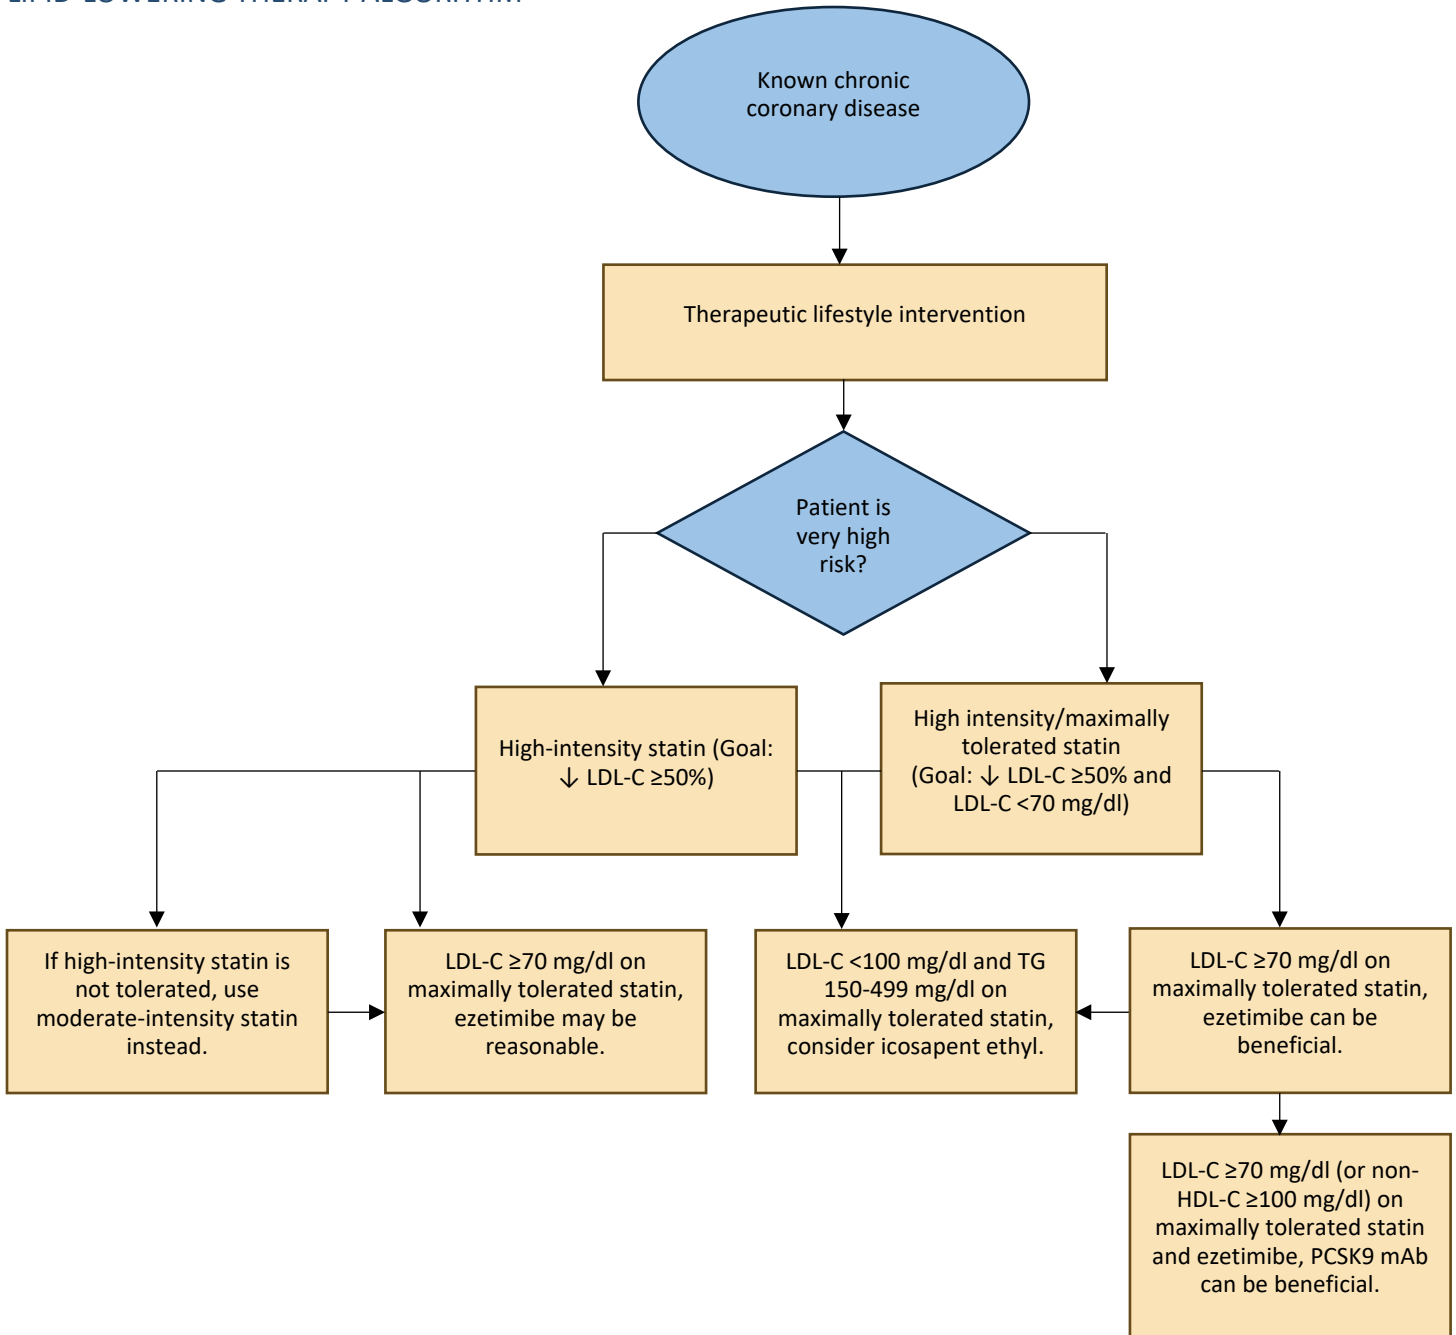 LIPID-LOWERING THERAPY ALGORITHM
Known chronic
coronary disease
Therapeutic lifestyle intervention
Patient is
very high
risk?
High-intensity statin (Goal:
↓ LDL-C ≥50%)
High intensity/maximally
tolerated statin
(Goal: ↓ LDL-C ≥50% and
LDL-C <70 mg/dl)
If high-intensity statin is
not tolerated, use
moderate-intensity statin
instead.
LDL-C ≥70 mg/dl on
maximally tolerated statin,
ezetimibe may be
reasonable.
LDL-C <100 mg/dl and TG
150-499 mg/dl on
maximally tolerated statin,
consider icosapent ethyl.
LDL-C ≥70 mg/dl on
maximally tolerated statin,
ezetimibe can be
beneficial.
LDL-C ≥70 mg/dl (or non-
HDL-C ≥100 mg/dl) on
maximally tolerated statin
and ezetimibe, PCSK9 mAb
can be beneficial.